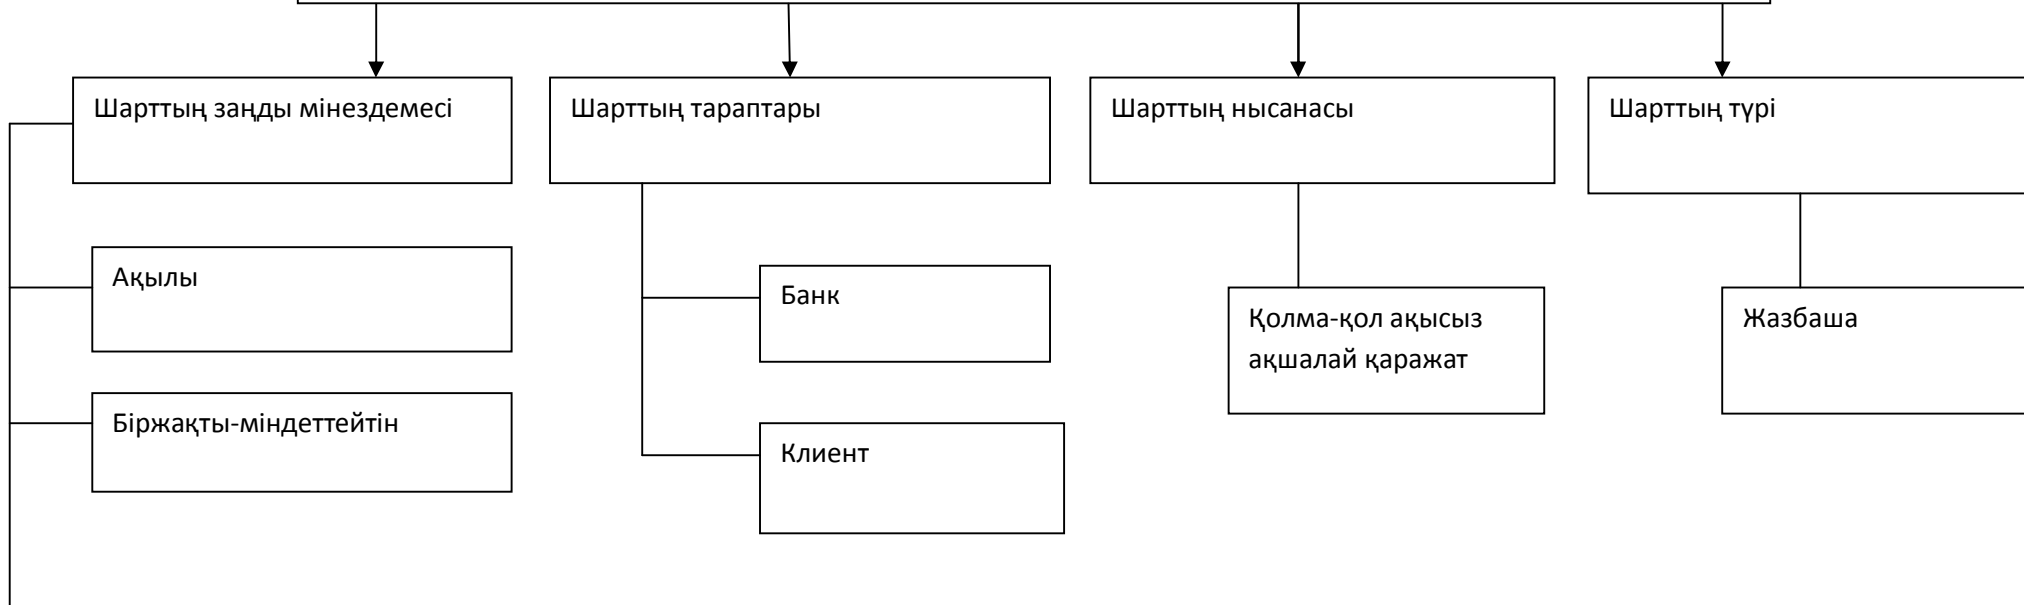 Шарттың заңды мінездемесі
Шарттың тараптары
Шарттың нысанасы
Шарттың түрі
Ақылы
Біржақты-міндеттейтін
Банк
Клиент
Қолма-қол ақысыз
ақшалай қаражат
Жазбаша